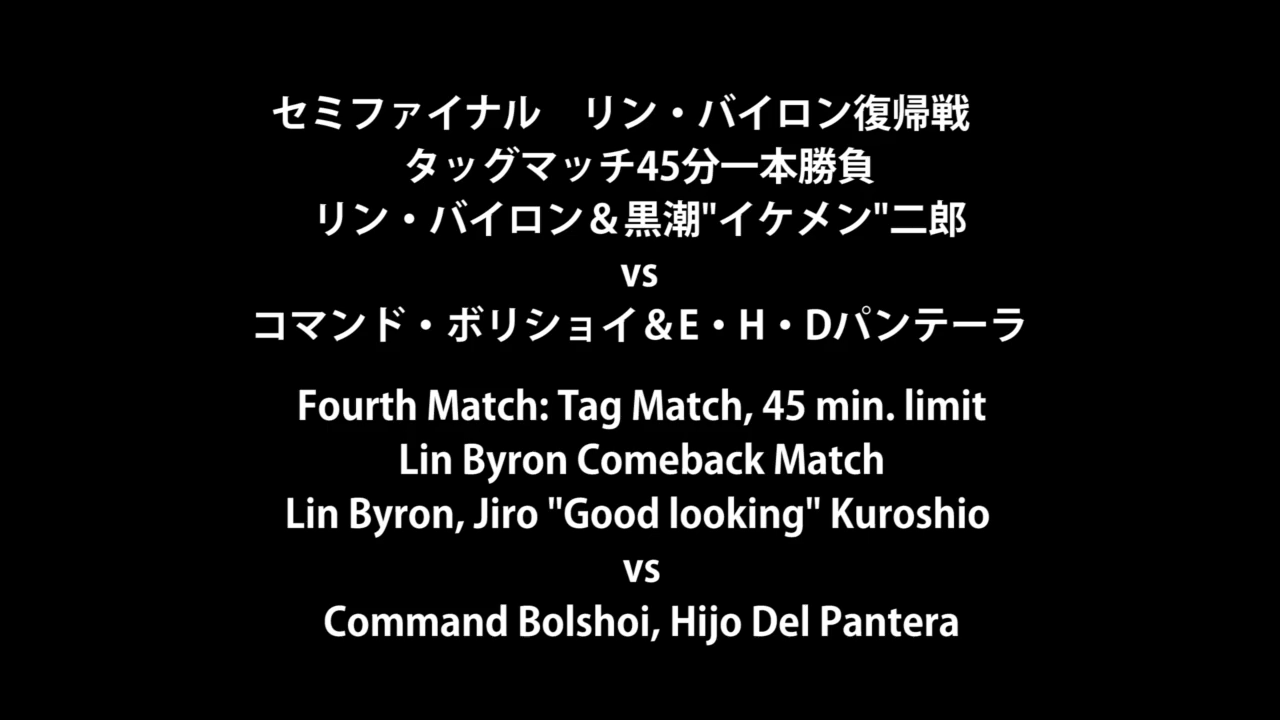 セミファイナル　リン・バイロン復帰戦
タッグマッチ45分一本勝負
リン・バイロン＆黒潮"イケメン"二郎
vs
コマンド・ボリショイ＆E・H・Dパンテーラ
Fourth Match: Tag Match, 45 min. limit
Lin Byron Comeback Match
Lin Byron, Jiro "Good looking" Kuroshio
vs
Command Bolshoi, Hijo Del Pantera